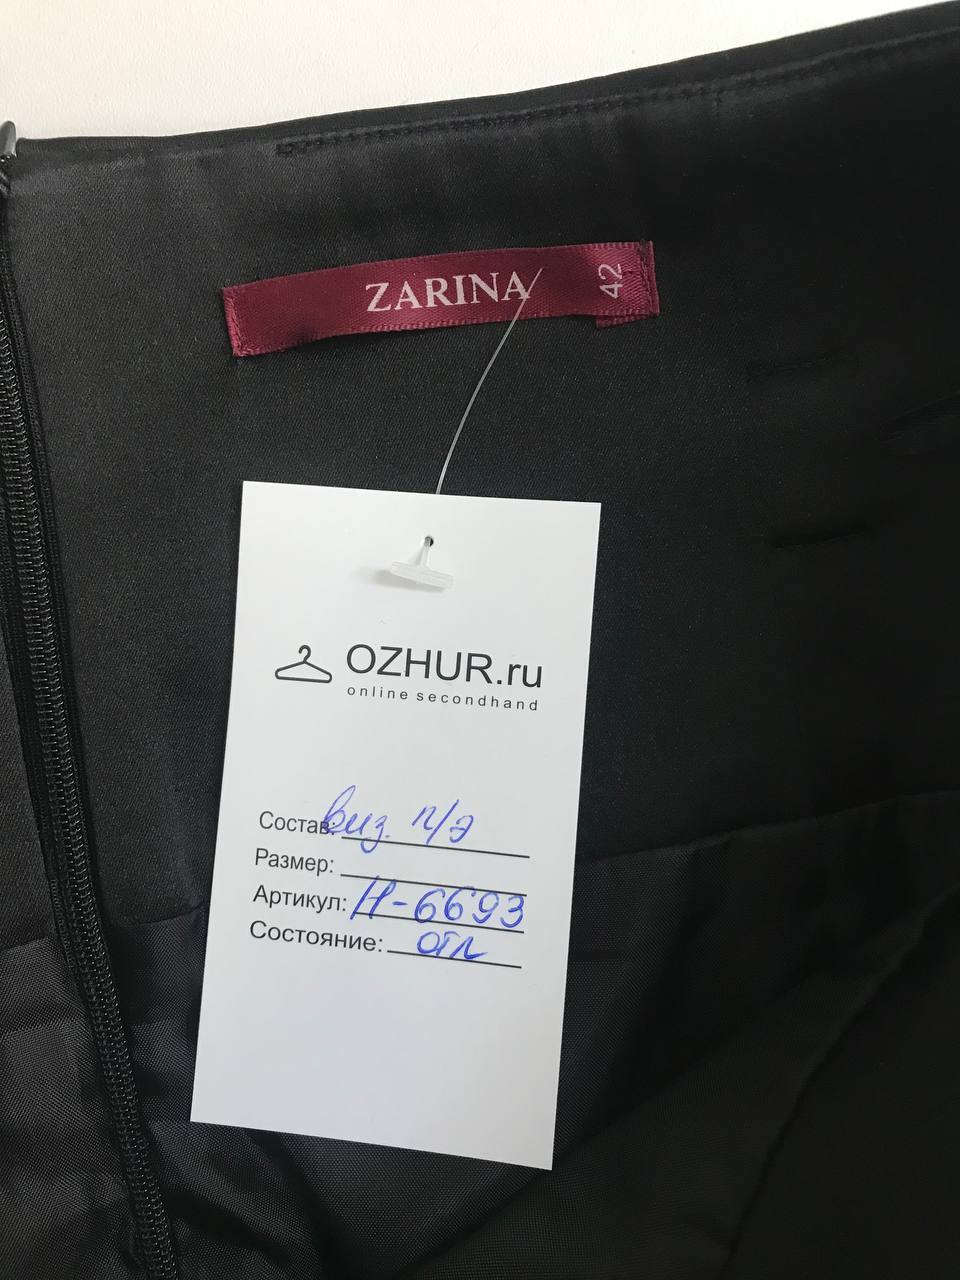 ZARINA 42
OZHUR.ru
online secondhand
Состав: виз. п/э
Размер:
Артикул: Н-6693
Состояние: отл